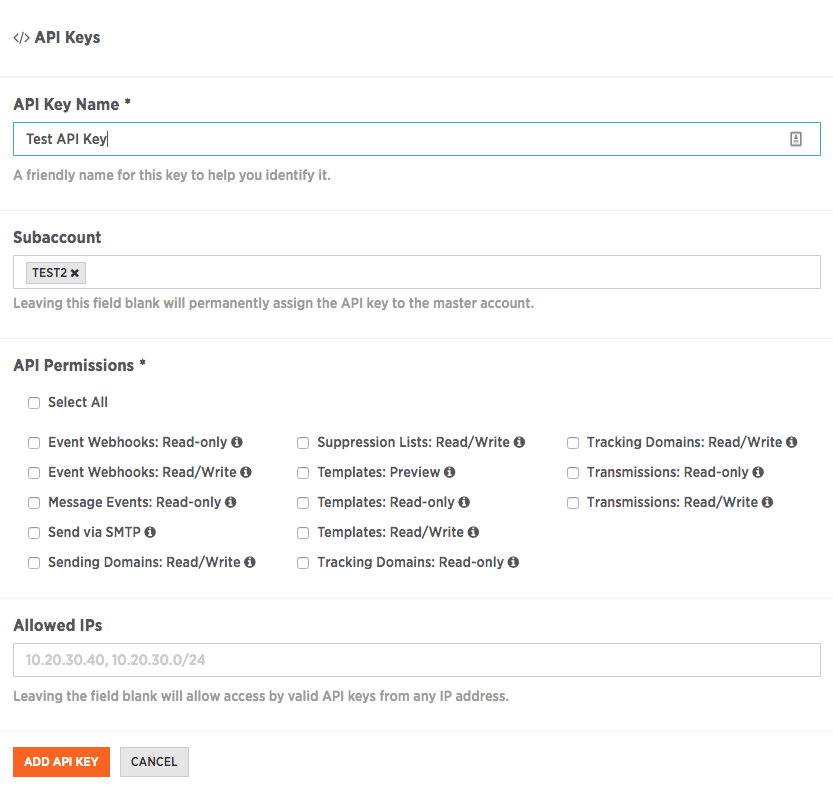 </> API Keys
API Key Name *
Test API Key
A friendly name for this key to help you identify it.
Subaccount
TEST2 ✖
Leaving this field blank will permanently assign the API key to the master account.
API Permissions *
Select All
Event Webhooks: Read-only
Suppression Lists: Read/Write
Tracking Domains: Read/Write
Event Webhooks: Read/Write
Templates: Preview
Transmissions: Read-only
Message Events: Read-only
Templates: Read-only
Transmissions: Read/Write
Send via SMTP
Templates: Read/Write
Sending Domains: Read/Write
Tracking Domains: Read-only
Allowed IPs
10.20.30.40, 10.20.30.0/24
Leaving the field blank will allow access by valid API keys from any IP address.
ADD API KEY
CANCEL